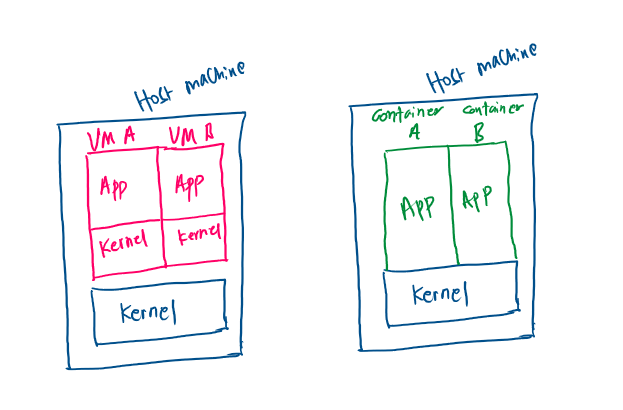 Host machine
VM A VM B
App App
Kernel Kernel
Kernel
Host machine
Container Container
A B
App App
Kernel